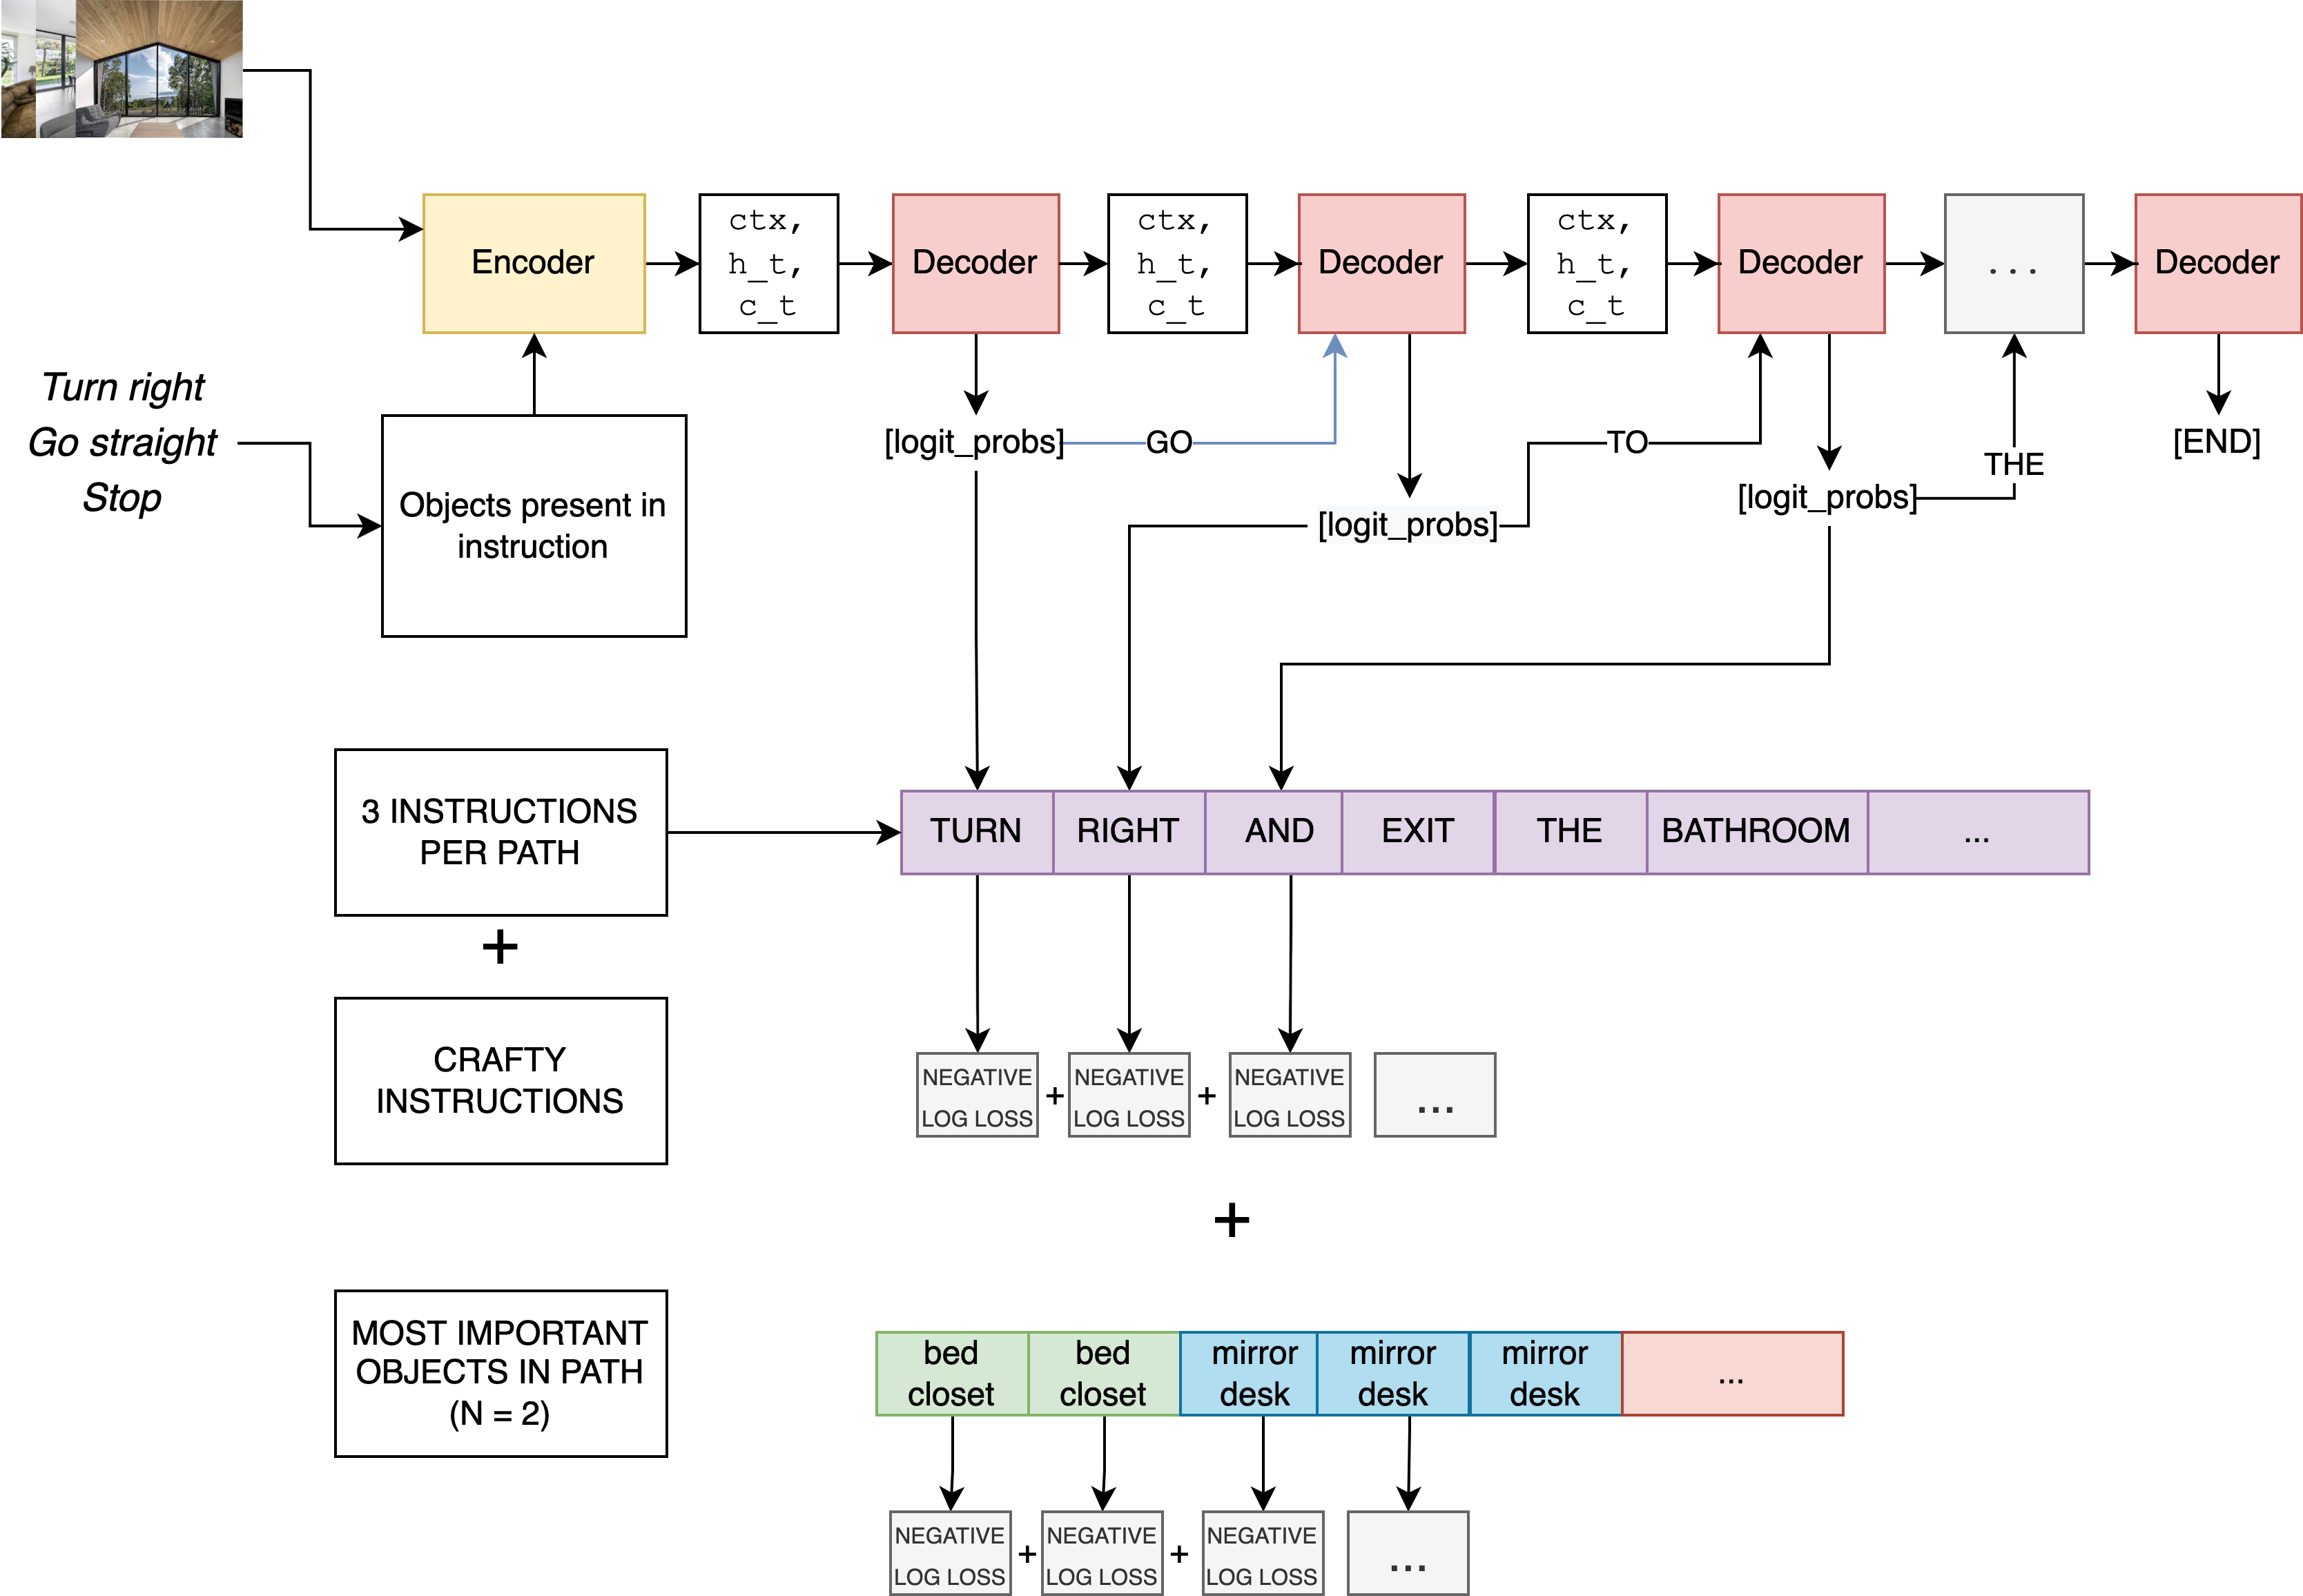 Encoder
ctx,
h_t,
c_t
Decoder
ctx,
h_t,
c_t
Decoder
ctx,
h_t,
c_t
Decoder
...
Decoder
Turn right
Go straight
Stop
Objects present in
instruction
[logit_probs]
GO
[logit_probs]
TO
[logit_probs]
THE
[END]
3 INSTRUCTIONS
PER PATH
TURN RIGHT AND EXIT THE BATHROOM ...
+
CRAFTY
INSTRUCTIONS
NEGATIVE
LOG LOSS
+
NEGATIVE
LOG LOSS
+
NEGATIVE
LOG LOSS
...
+
MOST IMPORTANT
OBJECTS IN PATH
(N = 2)
bed
closet
bed
closet
mirror
desk
mirror
desk
mirror
desk
...
NEGATIVE
LOG LOSS
+
NEGATIVE
LOG LOSS
+
NEGATIVE
LOG LOSS
...